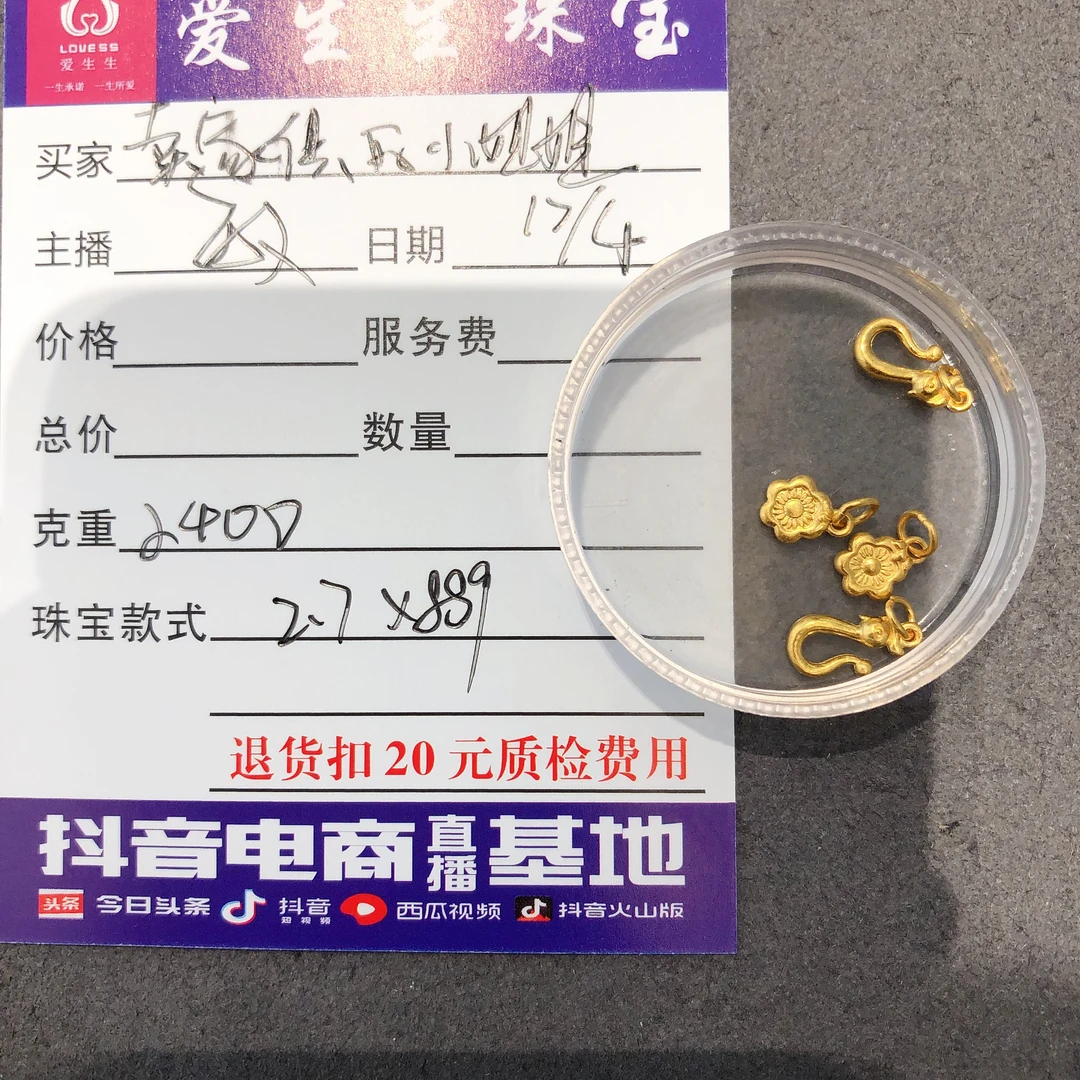 爱生生珠宝
LOVESS
爱生生
一生承诺 一生所爱
买家 小姐姐
主播 日期 17/4
价格 服务费
总价 数量
克重 2400
珠宝款式 2.7 x889
退货扣20元质检费用
抖音电商直播基地
头条 今日头条 抖音短视频 西瓜视频 抖音火山版